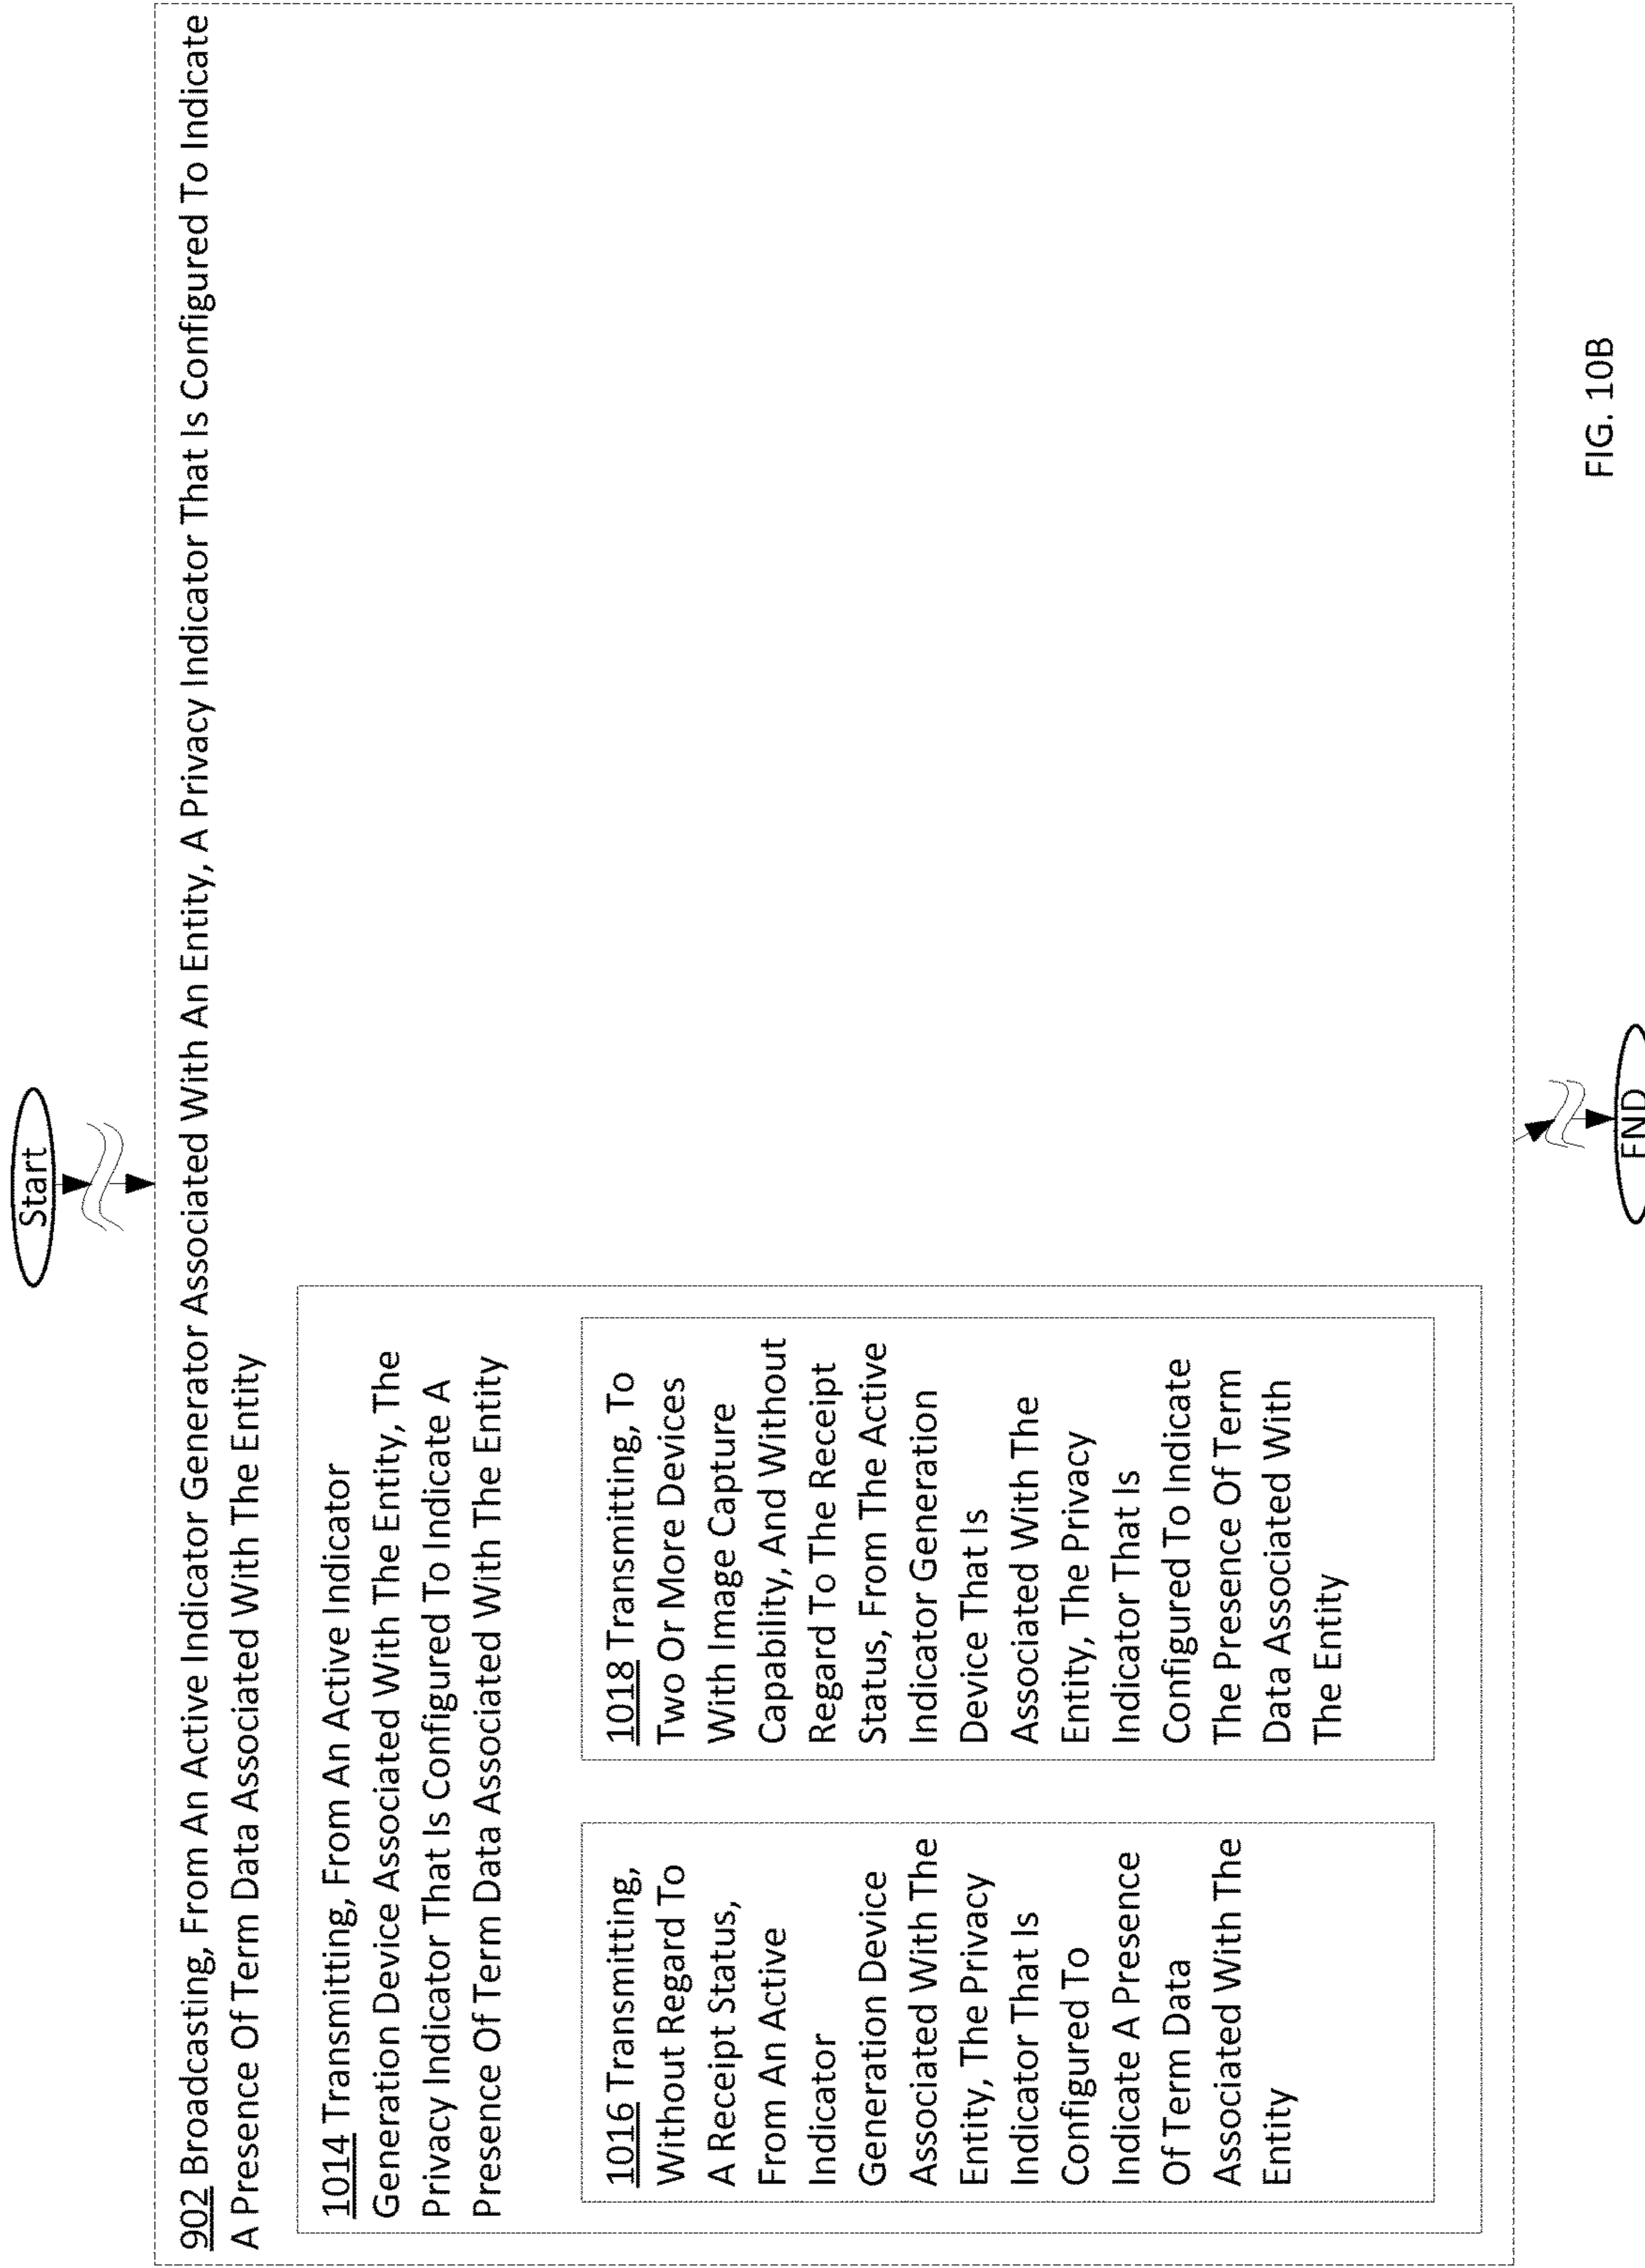 Start
902 Broadcasting, From An Active Indicator Generator Associated With An Entity, A Privacy Indicator That Is Configured To Indicate
A Presence Of Term Data Associated With The Entity
1014 Transmitting, From An Active Indicator
Generation Device Associated With The Entity, The
Privacy Indicator That Is Configured To Indicate A
Presence Of Term Data Associated With The Entity
1016 Transmitting,
Without Regard To
A Receipt Status,
From An Active
Indicator
Generation Device
Associated With The
Entity, The Privacy
Indicator That Is
Configured To
Indicate A Presence
Of Term Data
Associated With The
Entity
1018 Transmitting, To
Two Or More Devices
With Image Capture
Capability, And Without
Regard To The Receipt
Status, From The Active
Indicator Generation
Device That Is
Associated With The
Entity, The Privacy
Indicator That Is
Configured To Indicate
The Presence Of Term
Data Associated With
The Entity
END
FIG. 10B